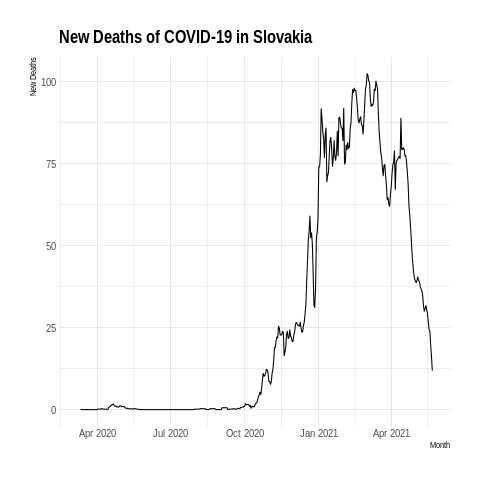 New Deaths of COVID-19 in Slovakia
New Deaths
100
75
50
25
0
Apr 2020 Jul 2020 Oct 2020 Jan 2021 Apr 2021
Month